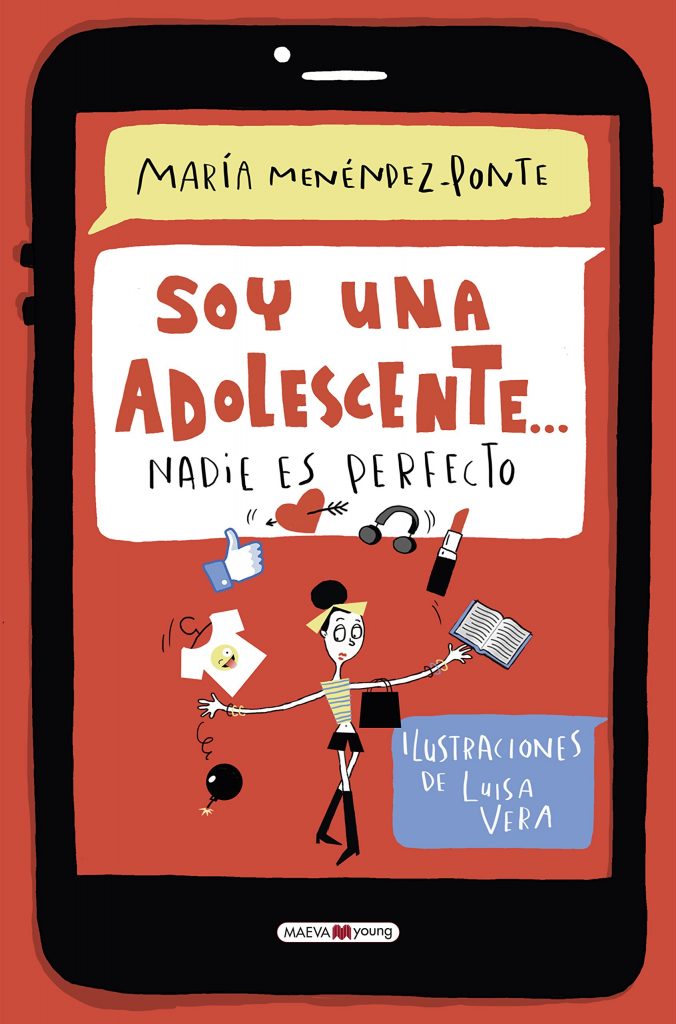 MARÍA MENÉNDEZ-PONTE
SOY UNA
ADOLESCENTE...
NADIE ES PERFECTO
ILUSTRACIONES
DE LUISA
VERA
MAEVA young